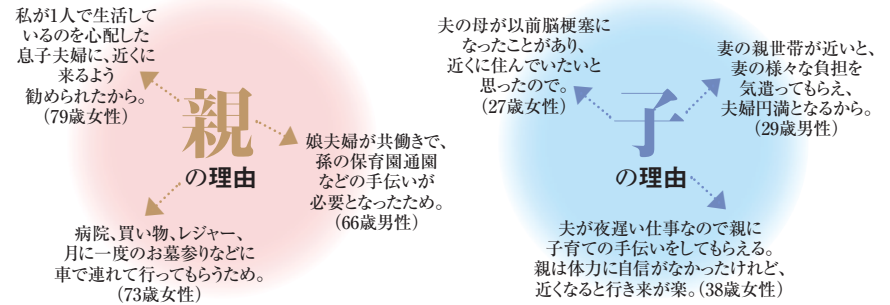 私が1人で生活して
いるのを心配した
息子夫婦に、近くに
来るよう
勧められたから。
(79歳女性)
親
の理由
娘夫婦が共働きで、
孫の保育園通園
などの手伝いが
必要となったため。
(66歳男性)
病院、買い物、レジャー、
月に一度のお墓参りなどに
車で連れて行ってもらうため。
(73歳女性)
夫の母が以前脳梗塞に
なったことがあり、
近くに住んでいたいと
思ったので。
(27歳女性)
子
の理由
妻の親世帯が近いと、
妻の様々な負担を
気遣ってもらえ、
夫婦円満となるから。
(29歳男性)
夫が夜遅い仕事なので親に
子育ての手伝いをしてもらえる。
親は体力に自信がなかったけれど、
近くなると行き来が楽。(38歳女性)